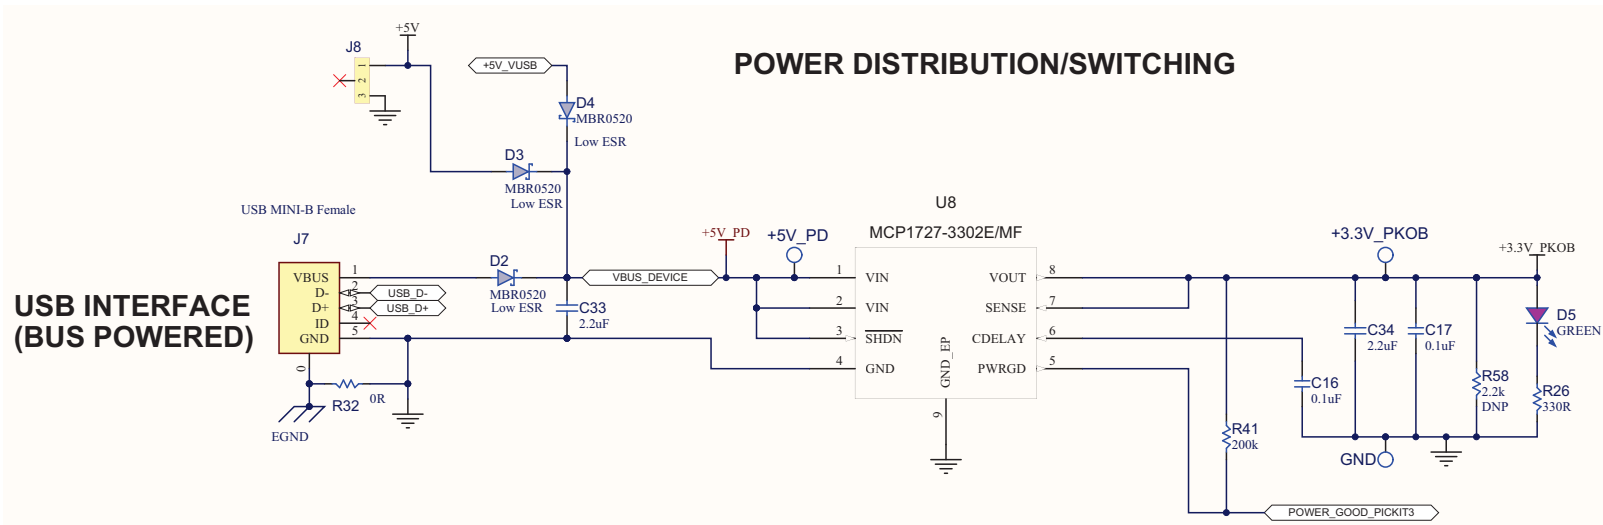 POWER DISTRIBUTION/SWITCHING
+5V
J8
1
2
3
+5V_VUSB
D4
MBR0520
Low ESR
D3
MBR0520
Low ESR
USB MINI-B Female
J7
USB INTERFACE
(BUS POWERED)
VBUS 1
D- 2 USB_D-
D+ 3 USB_D+
ID 4
GND 5
0
R32
0R
EGND
D2
MBR0520
Low ESR
VBUS_DEVICE
C33
2.2uF
+5V_PD
+5V_PD
U8
MCP1727-3302E/MF
1 VIN VOUT 8
2 VIN SENSE 7
3 SHDN CDELAY 6
4 GND PWRGD 5
GND_EP
9
+3.3V_PKOB
+3.3V_PKOB
D5
GREEN
C34
2.2uF
C17
0.1uF
C16
0.1uF
R58
2.2k
DNP
R26
330R
R41
200k
GND
POWER_GOOD_PICKIT3